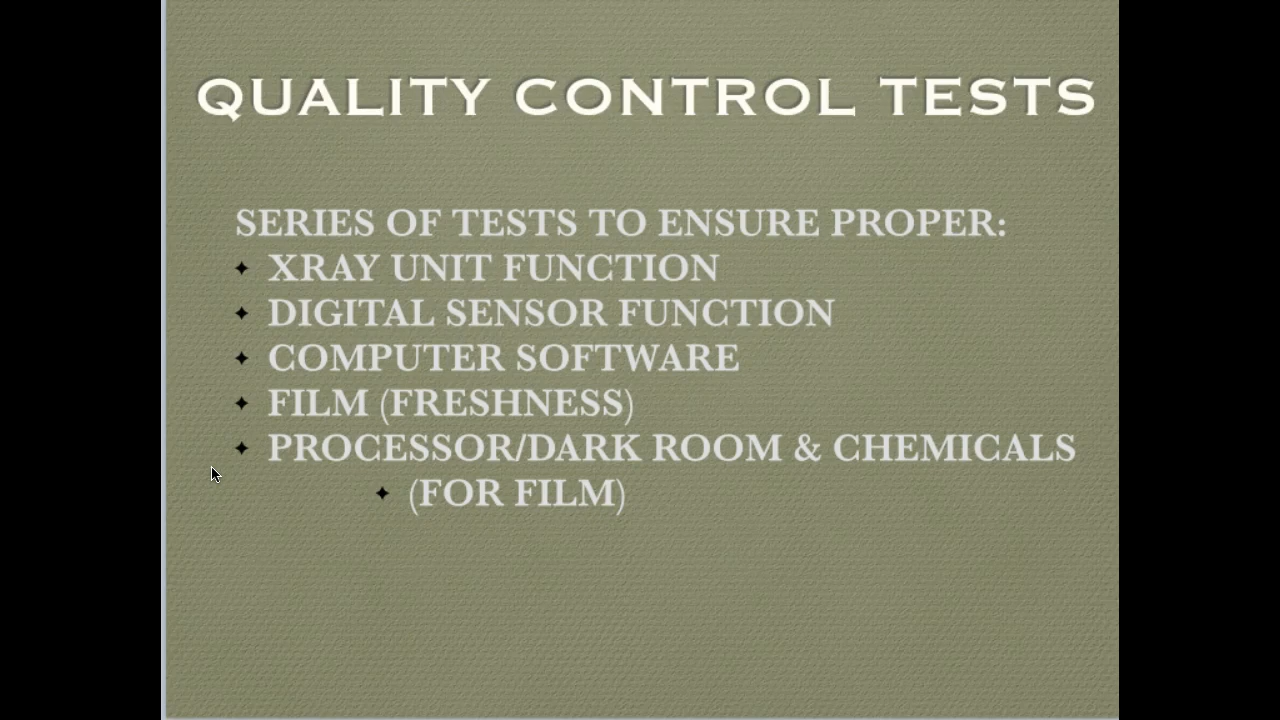 QUALITY CONTROL TESTS
SERIES OF TESTS TO ENSURE PROPER:
XRAY UNIT FUNCTION
DIGITAL SENSOR FUNCTION
COMPUTER SOFTWARE
FILM (FRESHNESS)
PROCESSOR/DARK ROOM & CHEMICALS
(FOR FILM)